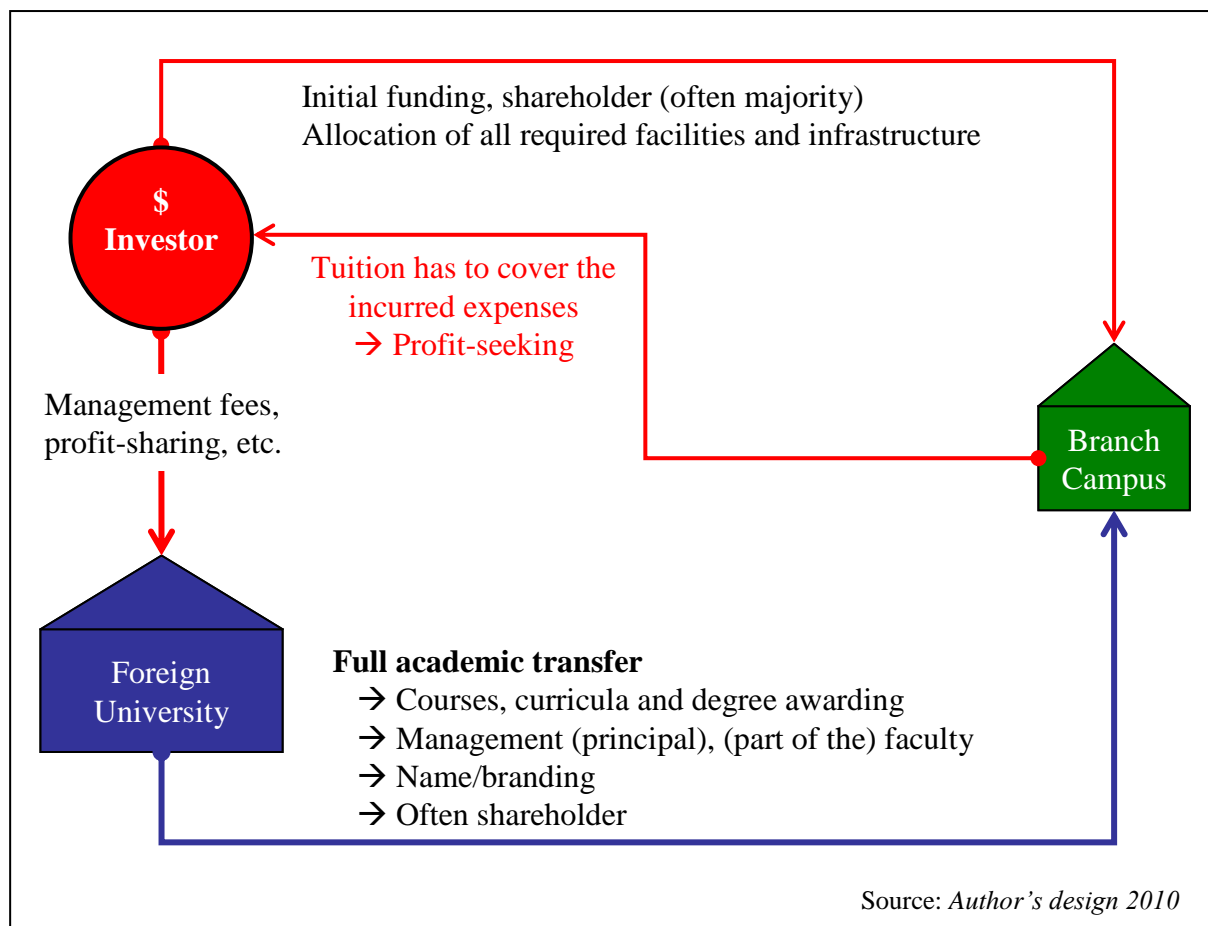 Initial funding, shareholder (often majority)
Allocation of all required facilities and infrastructure
$
Investor
Tuition has to cover the
incurred expenses
→ Profit-seeking
Management fees,
profit-sharing, etc.
Branch
Campus
Foreign
University
Full academic transfer
→ Courses, curricula and degree awarding
→ Management (principal), (part of the) faculty
→ Name/branding
→ Often shareholder
Source: Author’s design 2010